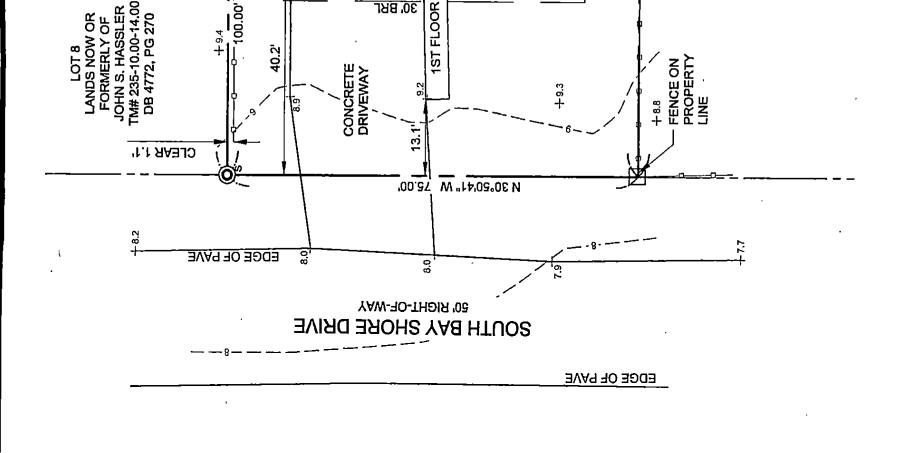 LOT 8
LANDS NOW OR
FORMERLY OF
JOHN S. HASSLER
TM# 235-10.00-14.00
DB 4772, PG 270
9.4
100.00'
40.2'
30' BRL
1ST FLOOR
CONCRETE
DRIVEWAY
8.9'
9.2
9
9.3
9
13.1'
8.8
FENCE ON
PROPERTY
LINE
CLEAR 1.1'
S
N 30°50'41" W 75.00'
8.2
EDGE OF PAVE
8.0
8.0
7.9
8
7.7
50' RIGHT-OF-WAY
SOUTH BAY SHORE DRIVE
8
EDGE OF PAVE